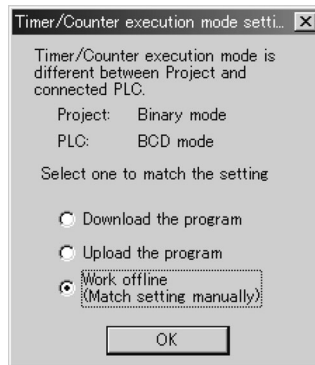 Timer/Counter execution mode setti...
Timer/Counter execution mode is
different between Project and
connected PLC.
Project: Binary mode
PLC: BCD mode
Select one to match the setting
Download the program
Upload the program
Work offline
(Match setting manually)
OK